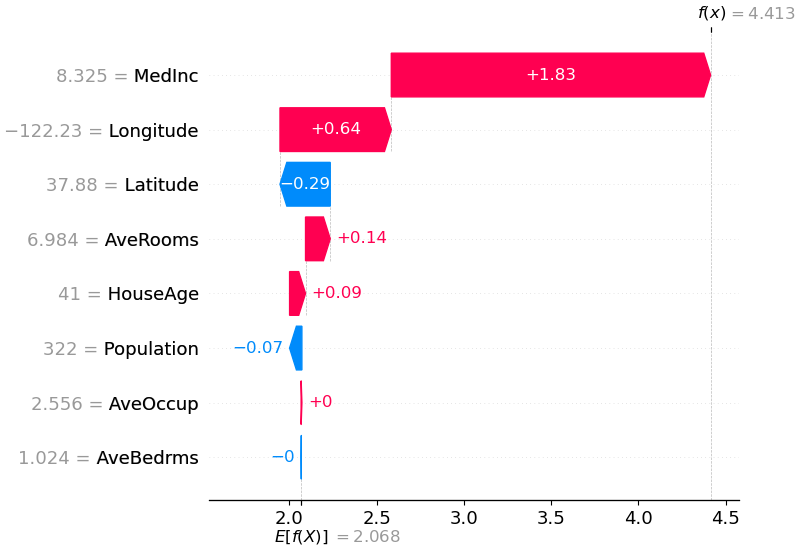 f(x) = 4.413
8.325 = MedInc +1.83
−122.23 = Longitude +0.64
37.88 = Latitude −0.29
6.984 = AveRooms +0.14
41 = HouseAge +0.09
322 = Population −0.07
2.556 = AveOccup +0
1.024 = AveBedrms −0
2.0 2.5 3.0 3.5 4.0 4.5
E[f(X)] = 2.068